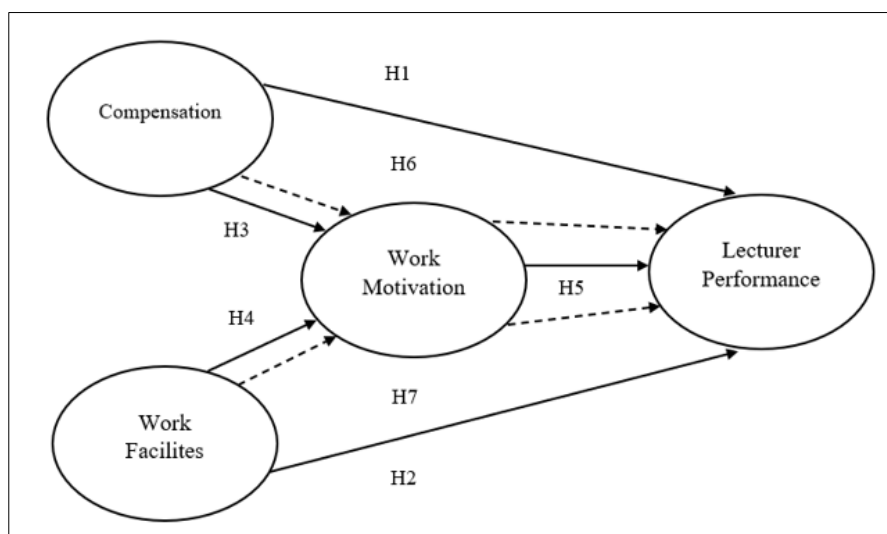 H1
Compensation
H6
H3
Work
Motivation
Lecturer
Performance
H5
H4
H7
Work
Facilites
H2